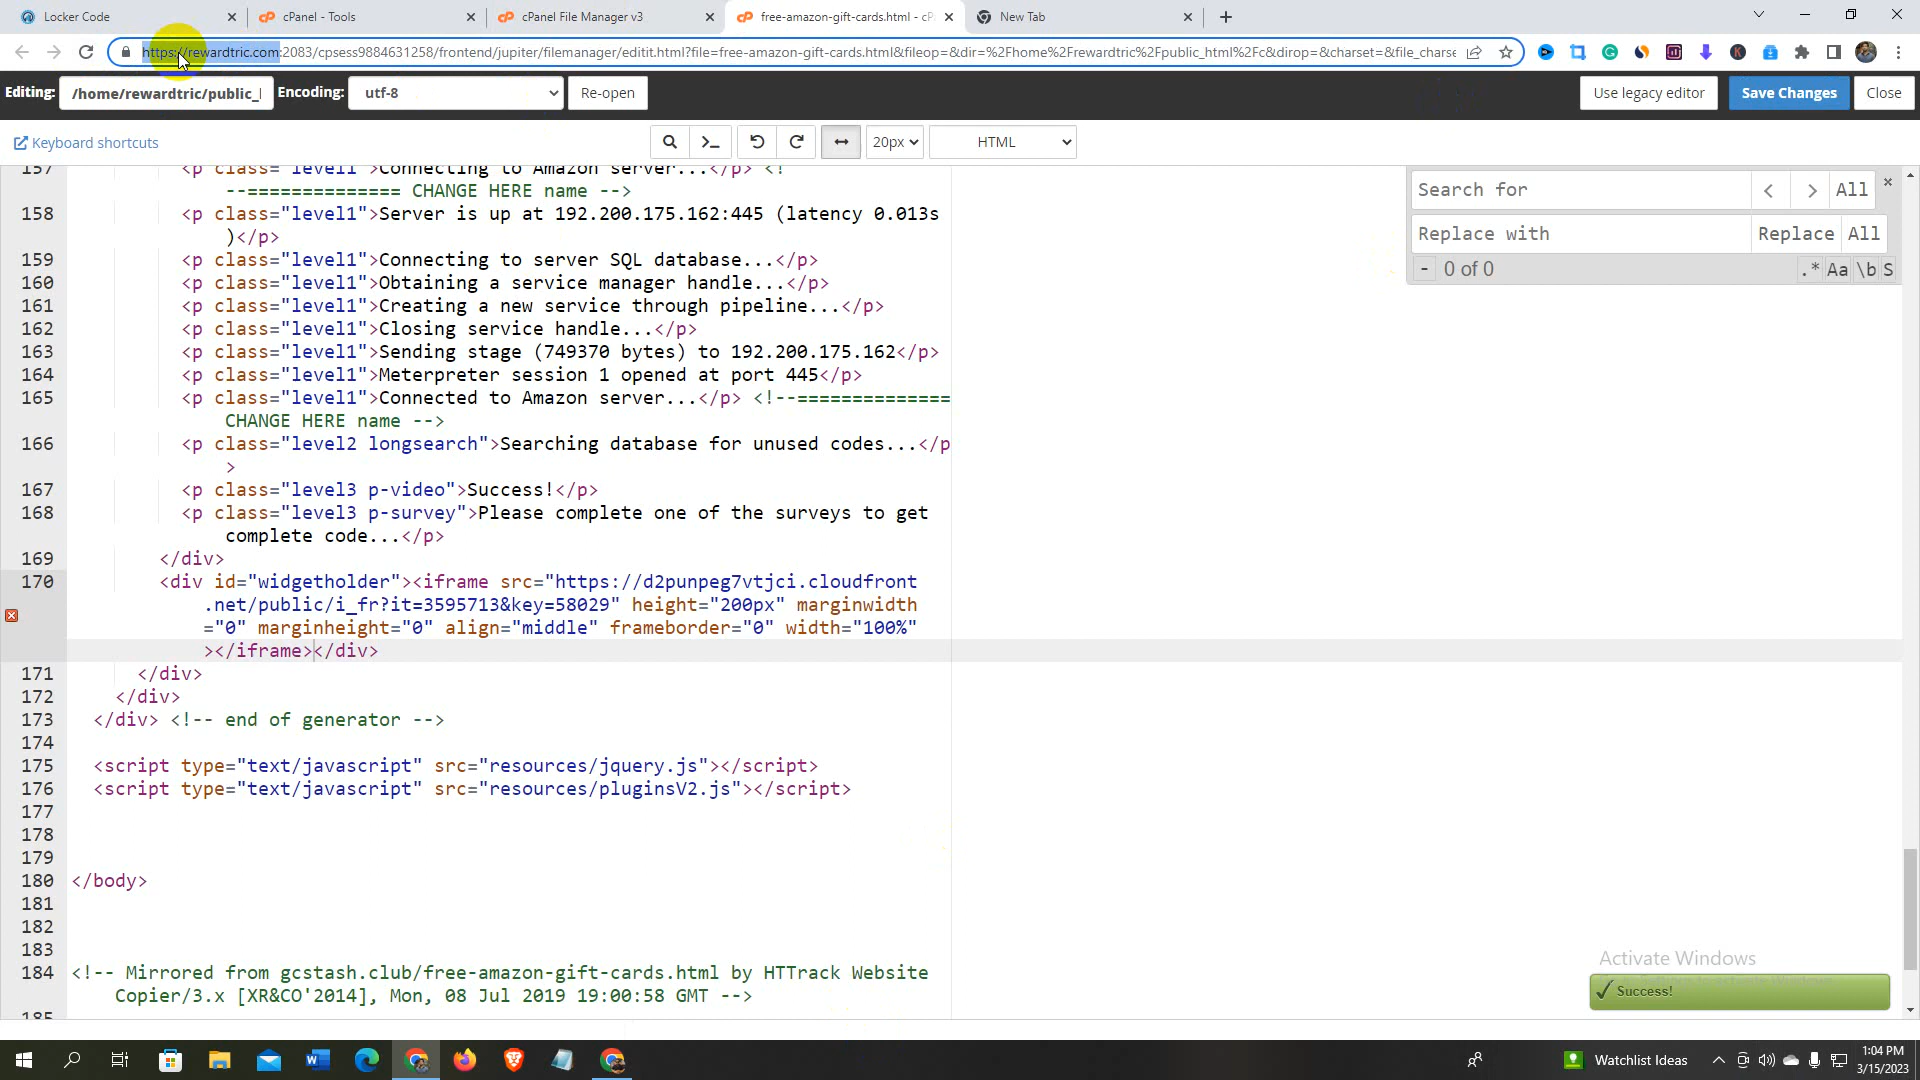 Locker Code
cPanel - Tools
cPanel File Manager v3
free-amazon-gift-cards.html - cP
New Tab
https://rewardtric.com:2083/cpsess9884631258/frontend/jupiter/filemanager/editit.html?file=free-amazon-gift-cards.html&fileop=&dir=%2Fhome%2Frewardtric%2Fpublic_html%2Fc&dirop=&charset=&file_charse
Editing: /home/rewardtric/public_l Encoding: utf-8 Re-open Use legacy editor Save Changes Close
Keyboard shortcuts 20px HTML
157 <p class="level1">Connecting to Amazon server...</p> <!
--============== CHANGE HERE name -->
158 <p class="level1">Server is up at 192.200.175.162:445 (latency 0.013s
)</p>
159 <p class="level1">Connecting to server SQL database...</p>
160 <p class="level1">Obtaining a service manager handle...</p>
161 <p class="level1">Creating a new service through pipeline...</p>
162 <p class="level1">Closing service handle...</p>
163 <p class="level1">Sending stage (749370 bytes) to 192.200.175.162</p>
164 <p class="level1">Meterpreter session 1 opened at port 445</p>
165 <p class="level1">Connected to Amazon server...</p> <!--==============
CHANGE HERE name -->
166 <p class="level2 longsearch">Searching database for unused codes...</p
>
167 <p class="level3 p-video">Success!</p>
168 <p class="level3 p-survey">Please complete one of the surveys to get
complete code...</p>
169 </div>
170 <div id="widgetholder"><iframe src="https://d2punpeg7vtjci.cloudfront
.net/public/i_fr?it=3595713&key=58029" height="200px" marginwidth
="0" marginheight="0" align="middle" frameborder="0" width="100%"
></iframe></div>
171 </div>
172 </div>
173 </div> <!-- end of generator -->
174
175 <script type="text/javascript" src="resources/jquery.js"></script>
176 <script type="text/javascript" src="resources/pluginsV2.js"></script>
177
178
179
180 </body>
181
182
183
184 <!-- Mirrored from gcstash.club/free-amazon-gift-cards.html by HTTrack Website
Copier/3.x [XR&CO'2014], Mon, 08 Jul 2019 19:00:58 GMT -->
185
Search for < > All
Replace with Replace All
- 0 of 0 .* Aa \b S
Activate Windows
Success!
Watchlist Ideas
1:04 PM
3/15/2023